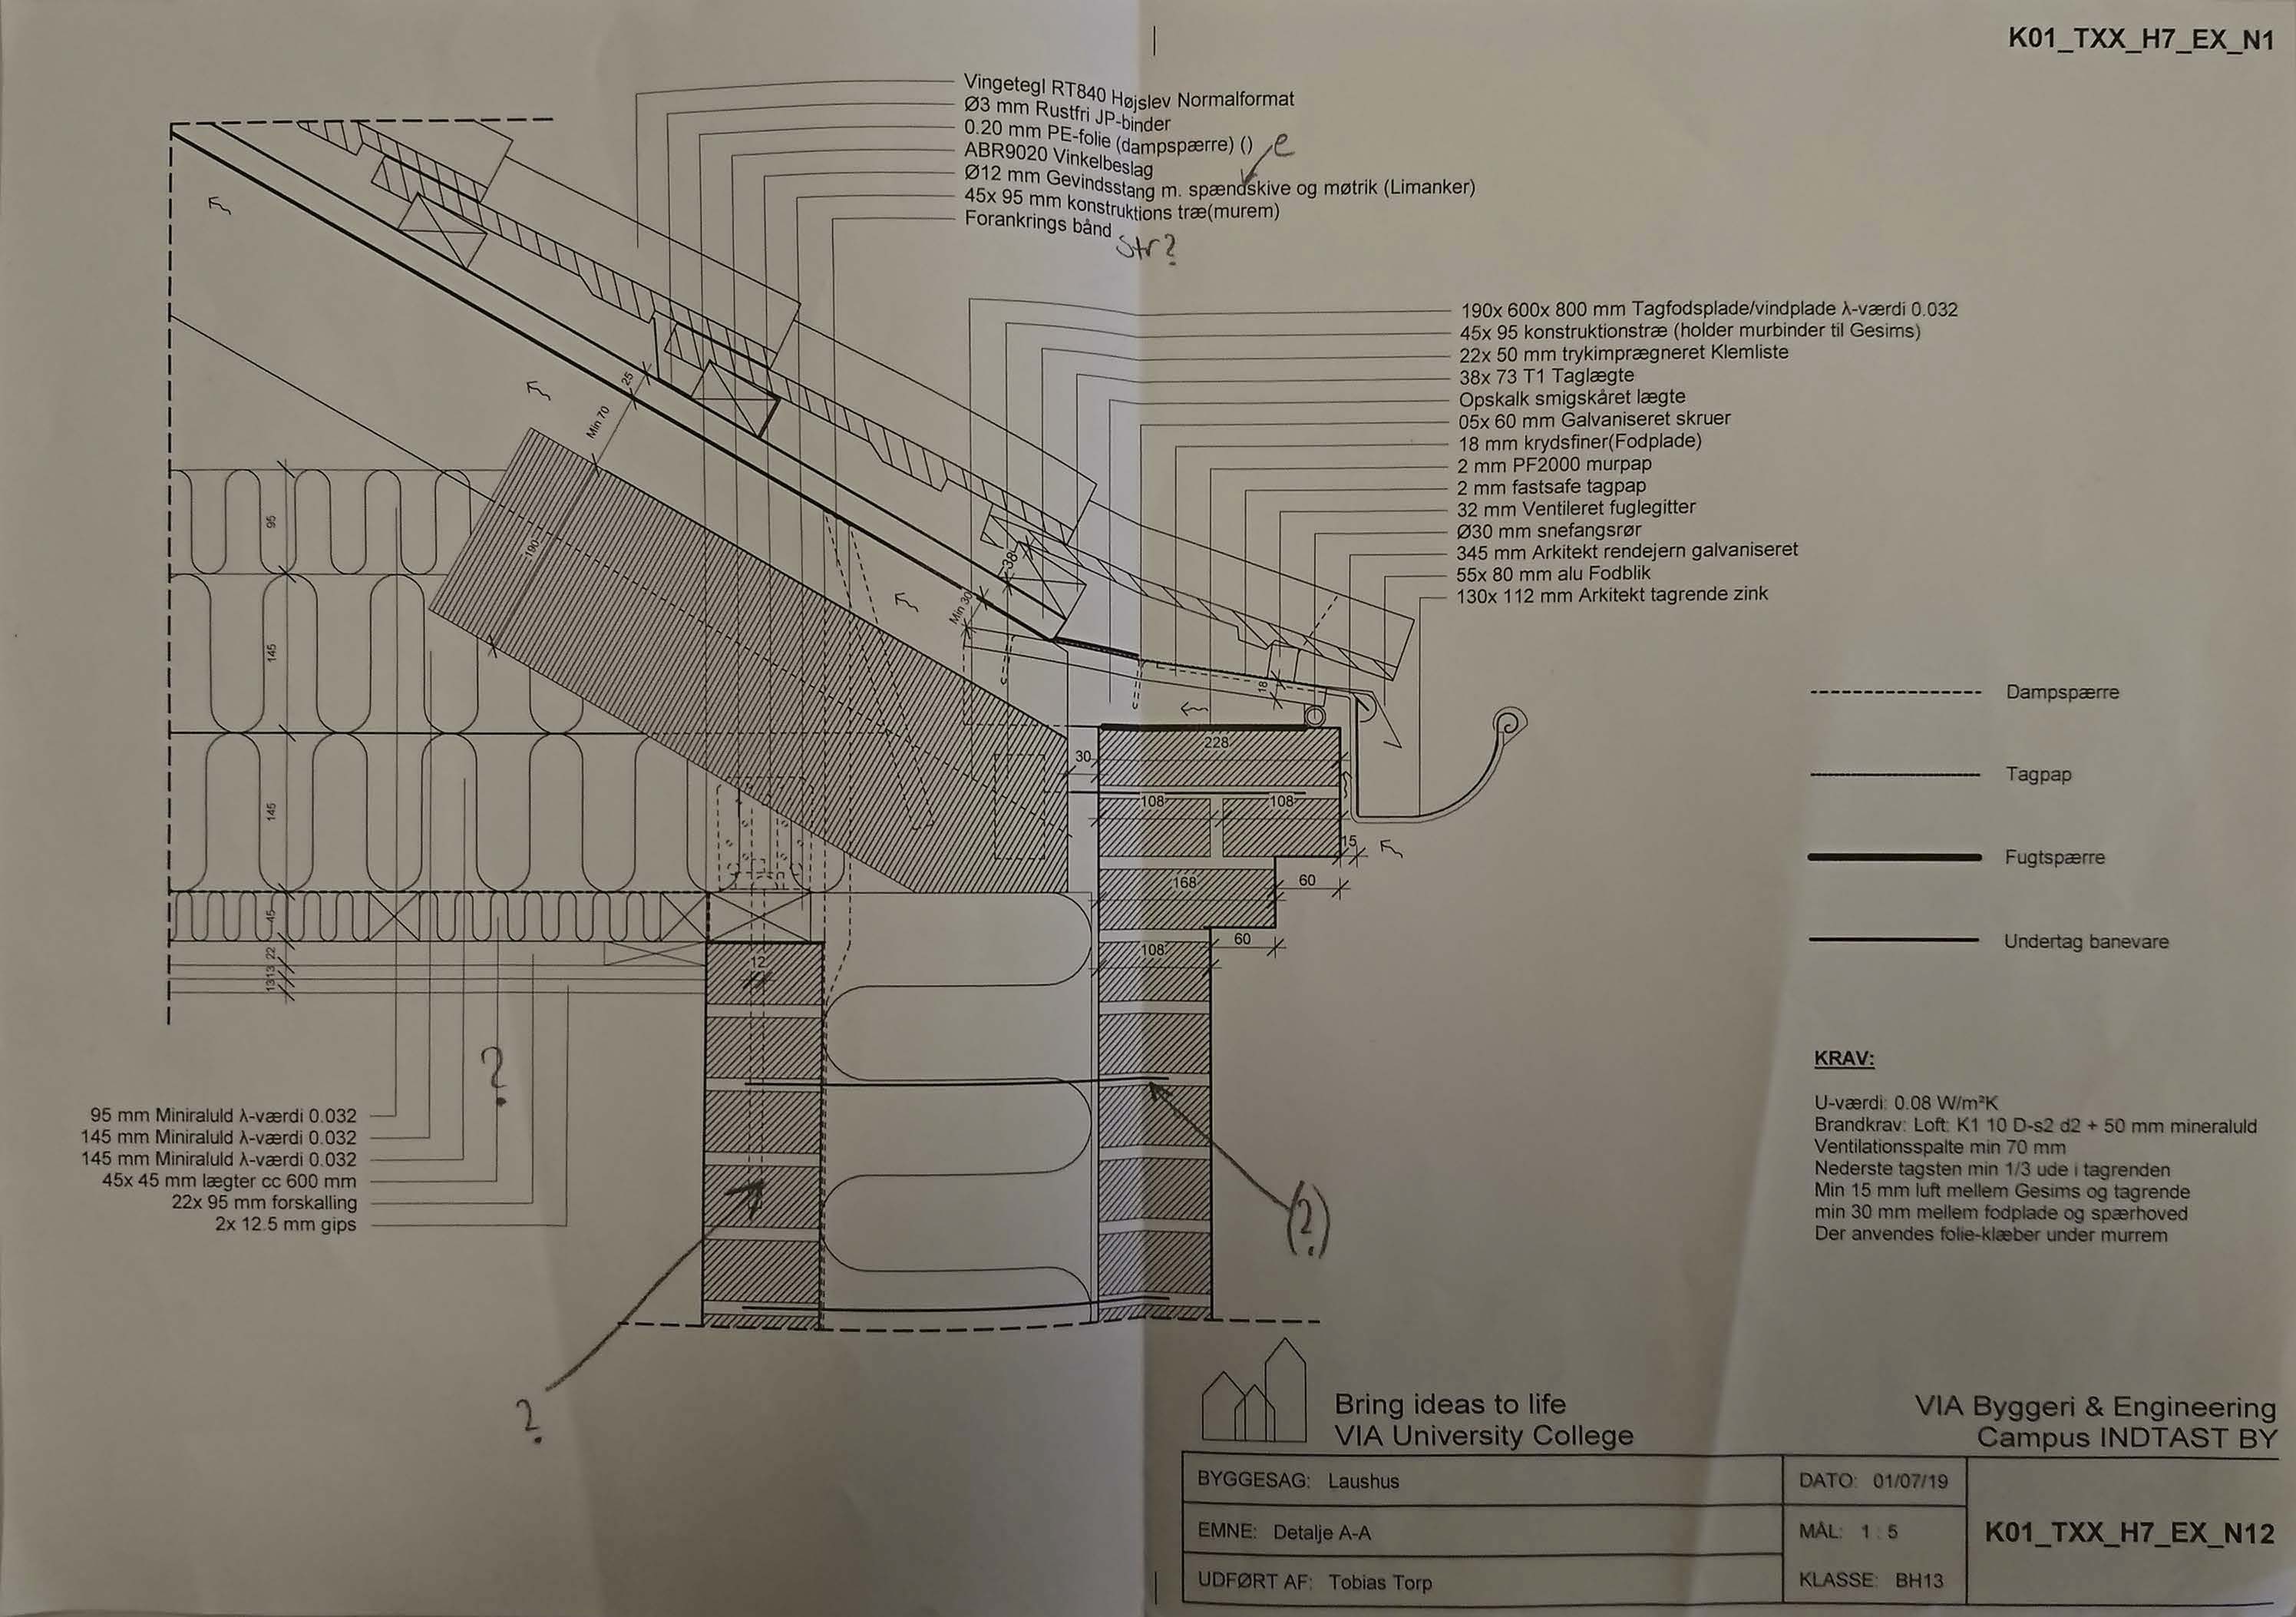 K01_TXX_H7_EX_N1
Vingetegl RT840 Højslev Normalformat
Ø3 mm Rustfri JP-binder
0.20 mm PE-folie (dampspærre) ()
e
ABR9020 Vinkelbeslag
Ø12 mm Gevindsstang m. spændskive og møtrik (Limanker)
45x 95 mm konstruktions træ(murem)
Forankrings bånd
Str?
190x 600x 800 mm Tagfodsplade/vindplade λ-værdi 0.032
45x 95 konstruktionstræ (holder murbinder til Gesims)
22x 50 mm trykimprægneret Klemliste
38x 73 T1 Taglægte
Opskalk smigskåret lægte
05x 60 mm Galvaniseret skruer
18 mm krydsfiner(Fodplade)
2 mm PF2000 murpap
2 mm fastsafe tagpap
32 mm Ventileret fuglegitter
Ø30 mm snefangsrør
345 mm Arkitekt rendejern galvaniseret
55x 80 mm alu Fodblik
130x 112 mm Arkitekt tagrende zink
25
Min 70
95
190
38
Min 30
145
18
228
30
145
108
108
15
168
60
45
108
60
22
12
13
13
Dampspærre
Tagpap
Fugtspærre
Undertag banevare
?
95 mm Miniraluld λ-værdi 0.032
145 mm Miniraluld λ-værdi 0.032
145 mm Miniraluld λ-værdi 0.032
45x 45 mm lægter cc 600 mm
22x 95 mm forskalling
2x 12.5 mm gips
(?)
?
KRAV:
U-værdi: 0.08 W/m²K
Brandkrav: Loft: K1 10 D-s2 d2 + 50 mm mineraluld
Ventilationsspalte min 70 mm
Nederste tagsten min 1/3 ude i tagrenden
Min 15 mm luft mellem Gesims og tagrende
min 30 mm mellem fodplade og spærhoved
Der anvendes folie-klæber under murrem
Bring ideas to life
VIA University College
VIA Byggeri & Engineering
Campus INDTAST BY
BYGGESAG: Laushus
DATO: 01/07/19
EMNE: Detalje A-A
MÅL: 1 : 5
K01_TXX_H7_EX_N12
UDFØRT AF: Tobias Torp
KLASSE: BH13